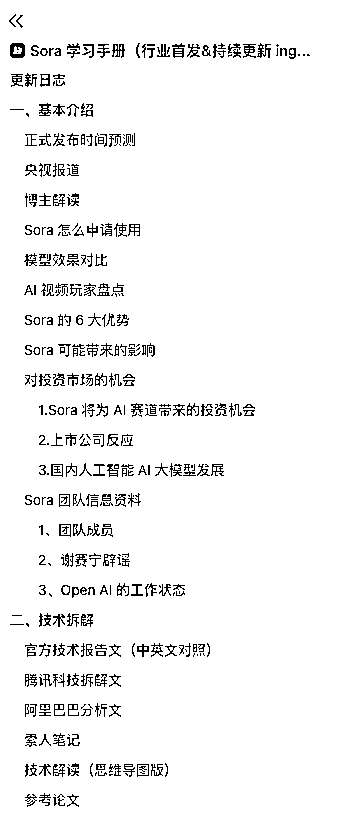 Sora 学习手册（行业首发&持续更新 ing...
更新日志
一、基本介绍
正式发布时间预测
央视报道
博主解读
Sora 怎么申请使用
模型效果对比
AI 视频玩家盘点
Sora 的 6 大优势
Sora 可能带来的影响
对投资市场的机会
1.Sora 将为 AI 赛道带来的投资机会
2.上市公司反应
3.国内人工智能 AI 大模型发展
Sora 团队信息资料
1、团队成员
2、谢赛宁辟谣
3、Open AI 的工作状态
二、技术拆解
官方技术报告文（中英文对照）
腾讯科技拆解文
阿里巴巴分析文
素人笔记
技术解读（思维导图版）
参考论文